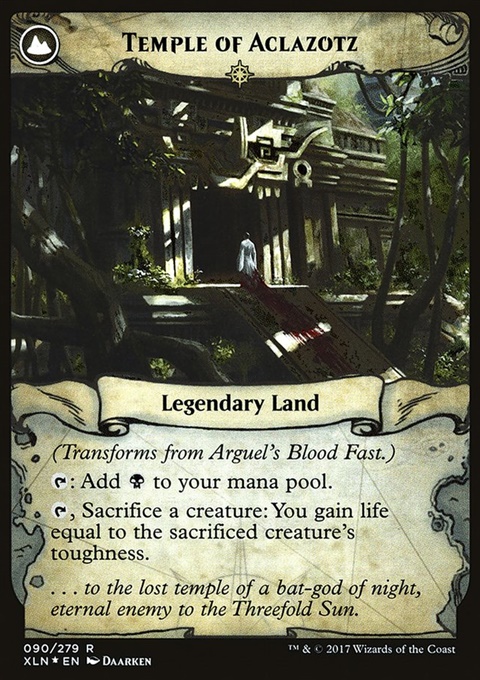 TEMPLE OF ACLAZOTZ
Legendary Land
(Transforms from Arguel's Blood Fast.)
: Add to your mana pool.
, Sacrifice a creature: You gain life
equal to the sacrificed creature's
toughness.
. . . to the lost temple of a bat-god of night,
eternal enemy to the Threefold Sun.
090/279 R
XLN ★ EN DAARKEN
™ & © 2017 Wizards of the Coast